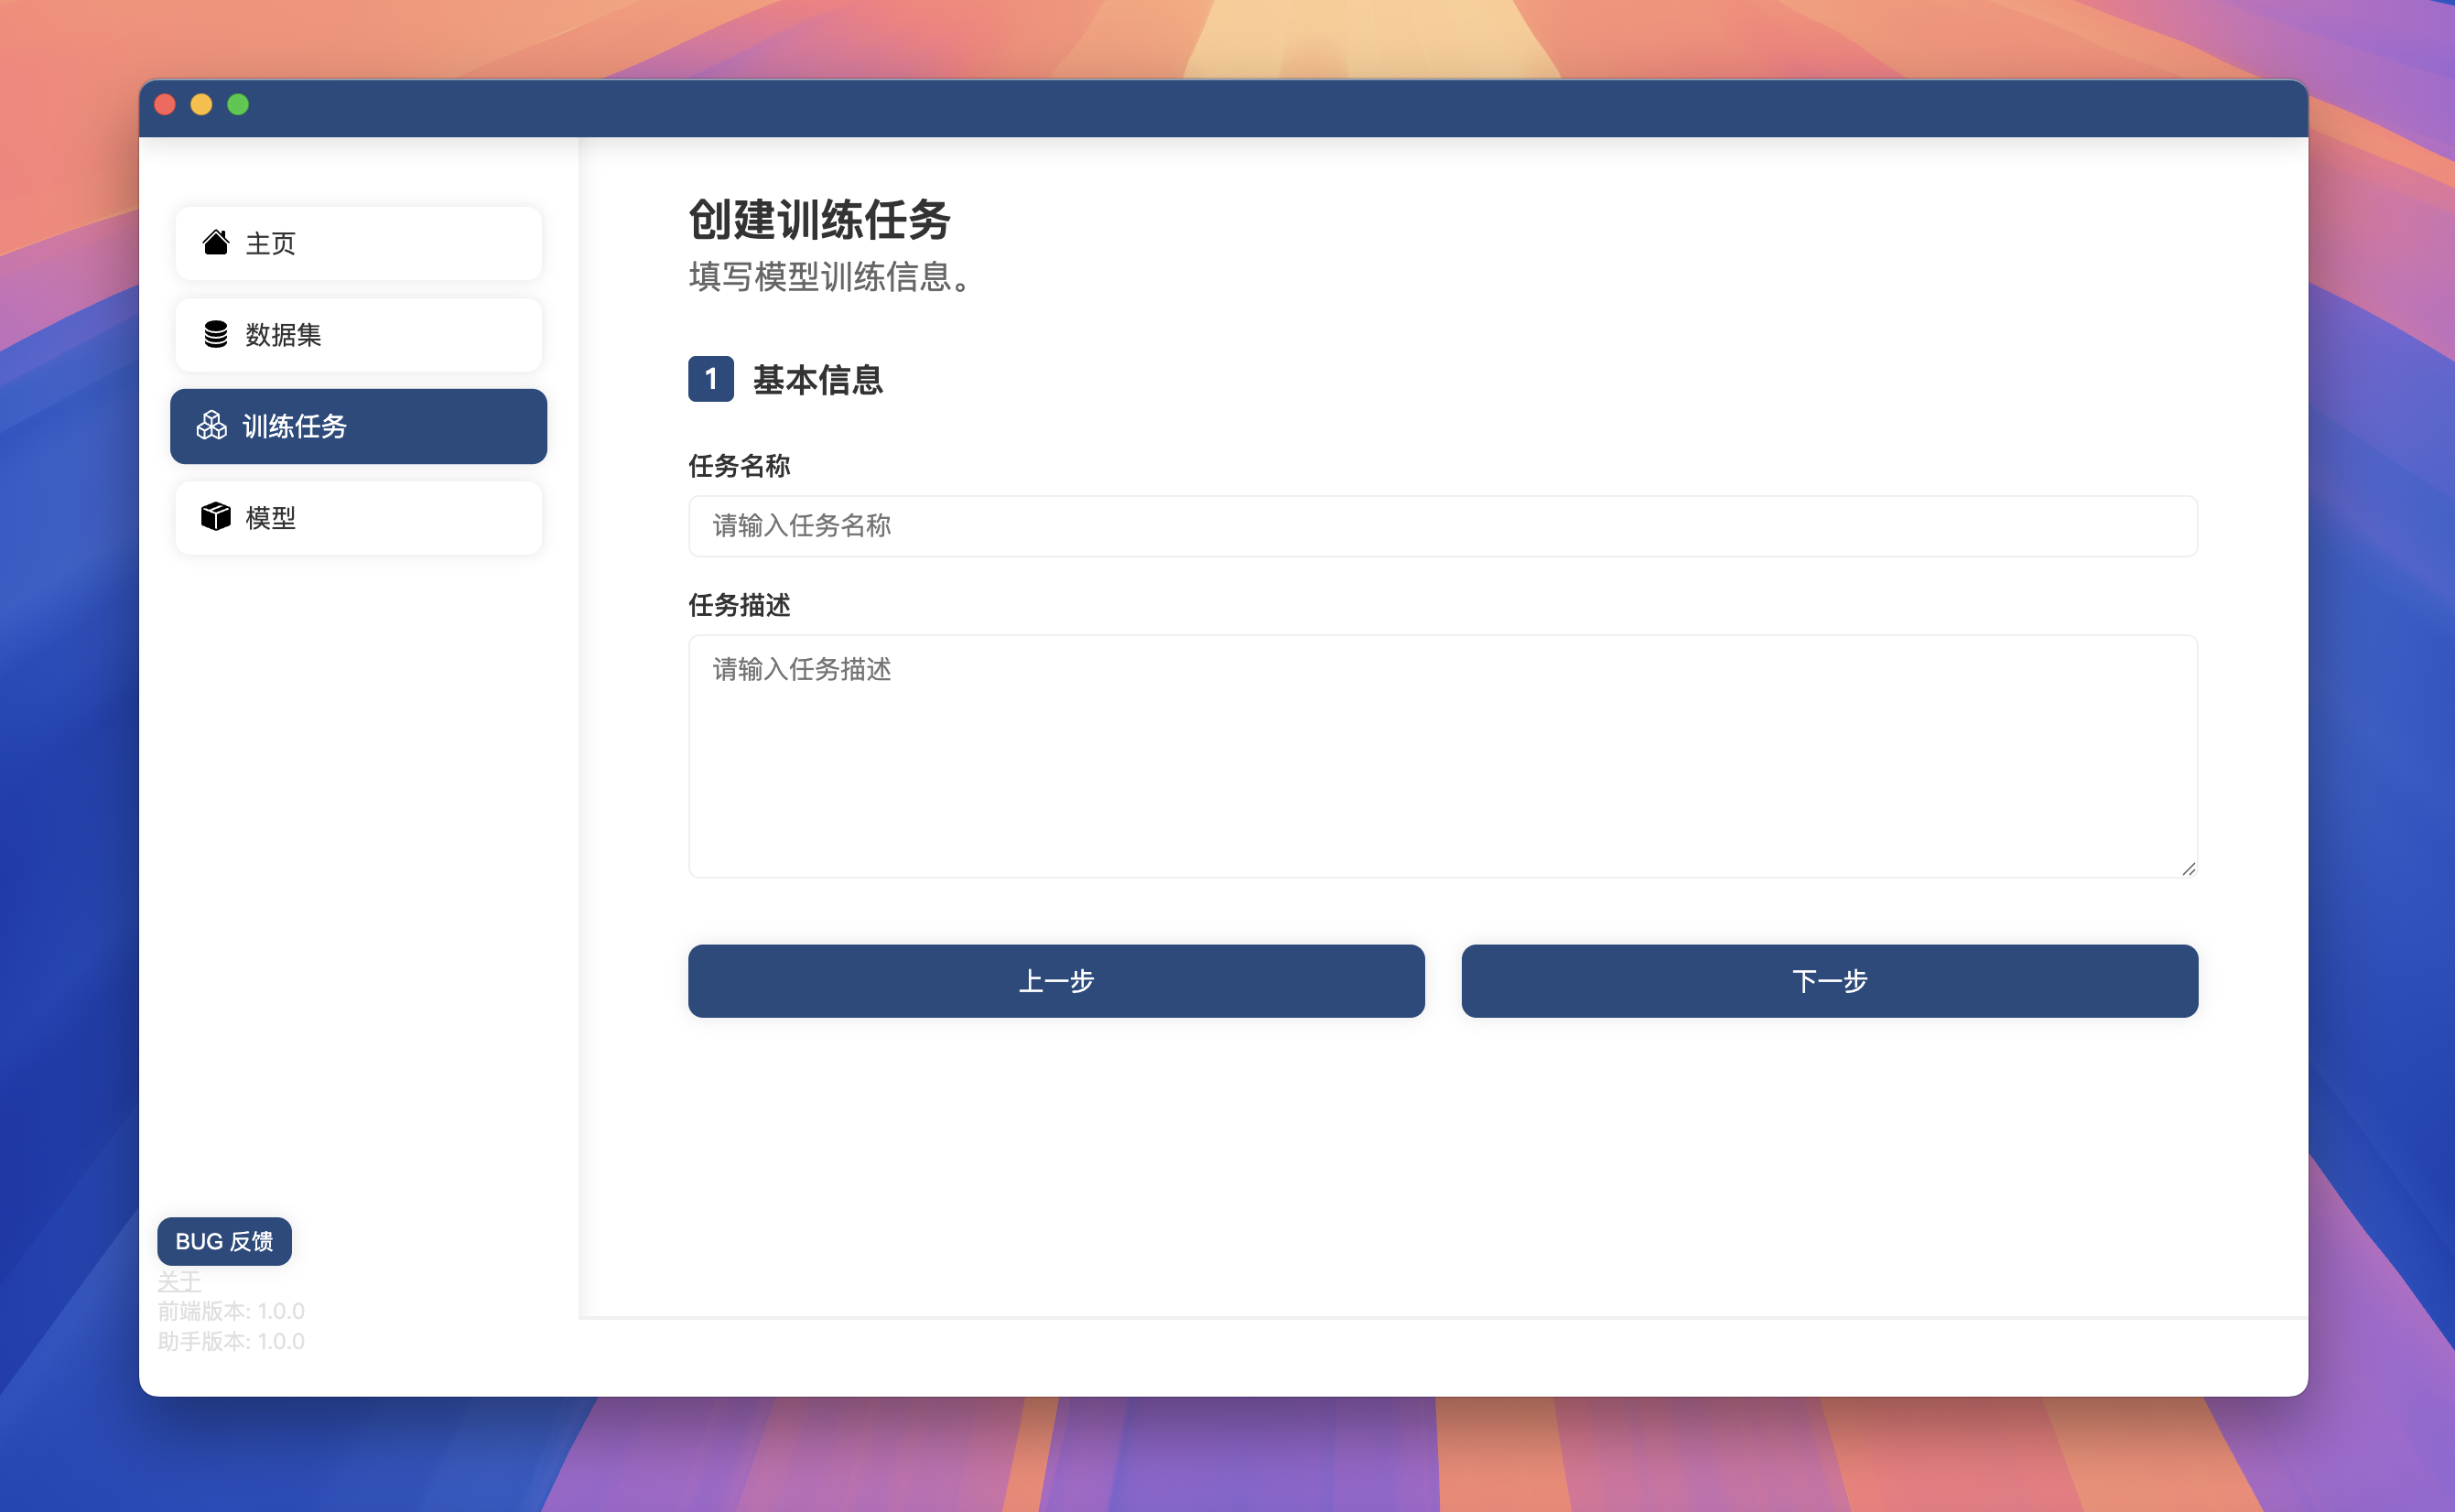 主页
数据集
训练任务
模型
BUG 反馈
关于
前端版本: 1.0.0
助手版本: 1.0.0
创建训练任务
填写模型训练信息。
1 基本信息
任务名称
请输入任务名称
任务描述
请输入任务描述
上一步
下一步